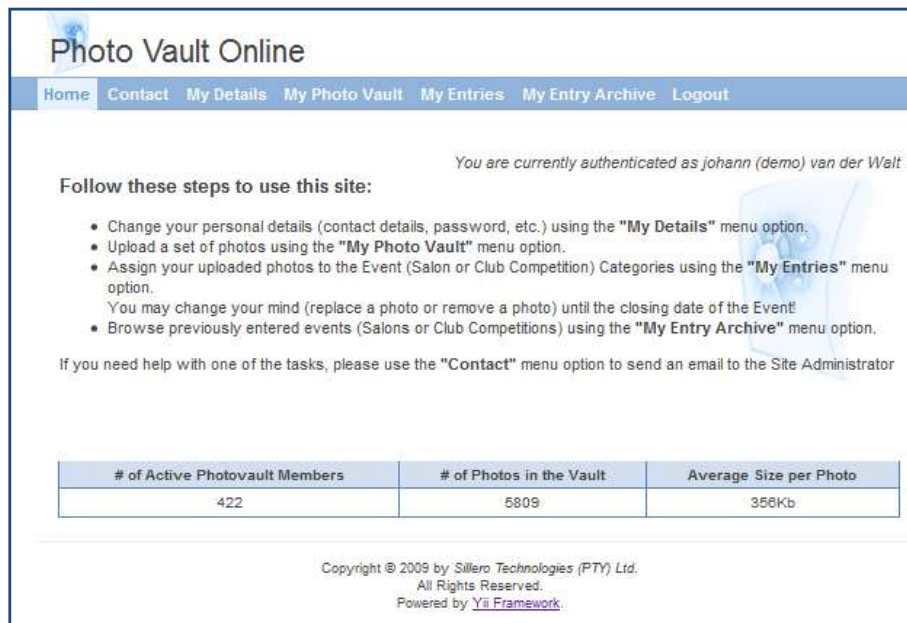 Photo Vault Online
Home Contact My Details My Photo Vault My Entries My Entry Archive Logout
You are currently authenticated as johann (demo) van der Walt
Follow these steps to use this site:
• Change your personal details (contact details, password, etc.) using the "My Details" menu option.
• Upload a set of photos using the "My Photo Vault" menu option.
• Assign your uploaded photos to the Event (Salon or Club Competition) Categories using the "My Entries" menu
option.
You may change your mind (replace a photo or remove a photo) until the closing date of the Event!
• Browse previously entered events (Salons or Club Competitions) using the "My Entry Archive" menu option.
If you need help with one of the tasks, please use the "Contact" menu option to send an email to the Site Administrator
# of Active Photovault Members # of Photos in the Vault Average Size per Photo
422 5809 356Kb
Copyright © 2009 by Sillero Technologies (PTY) Ltd.
All Rights Reserved.
Powered by Yii Framework.